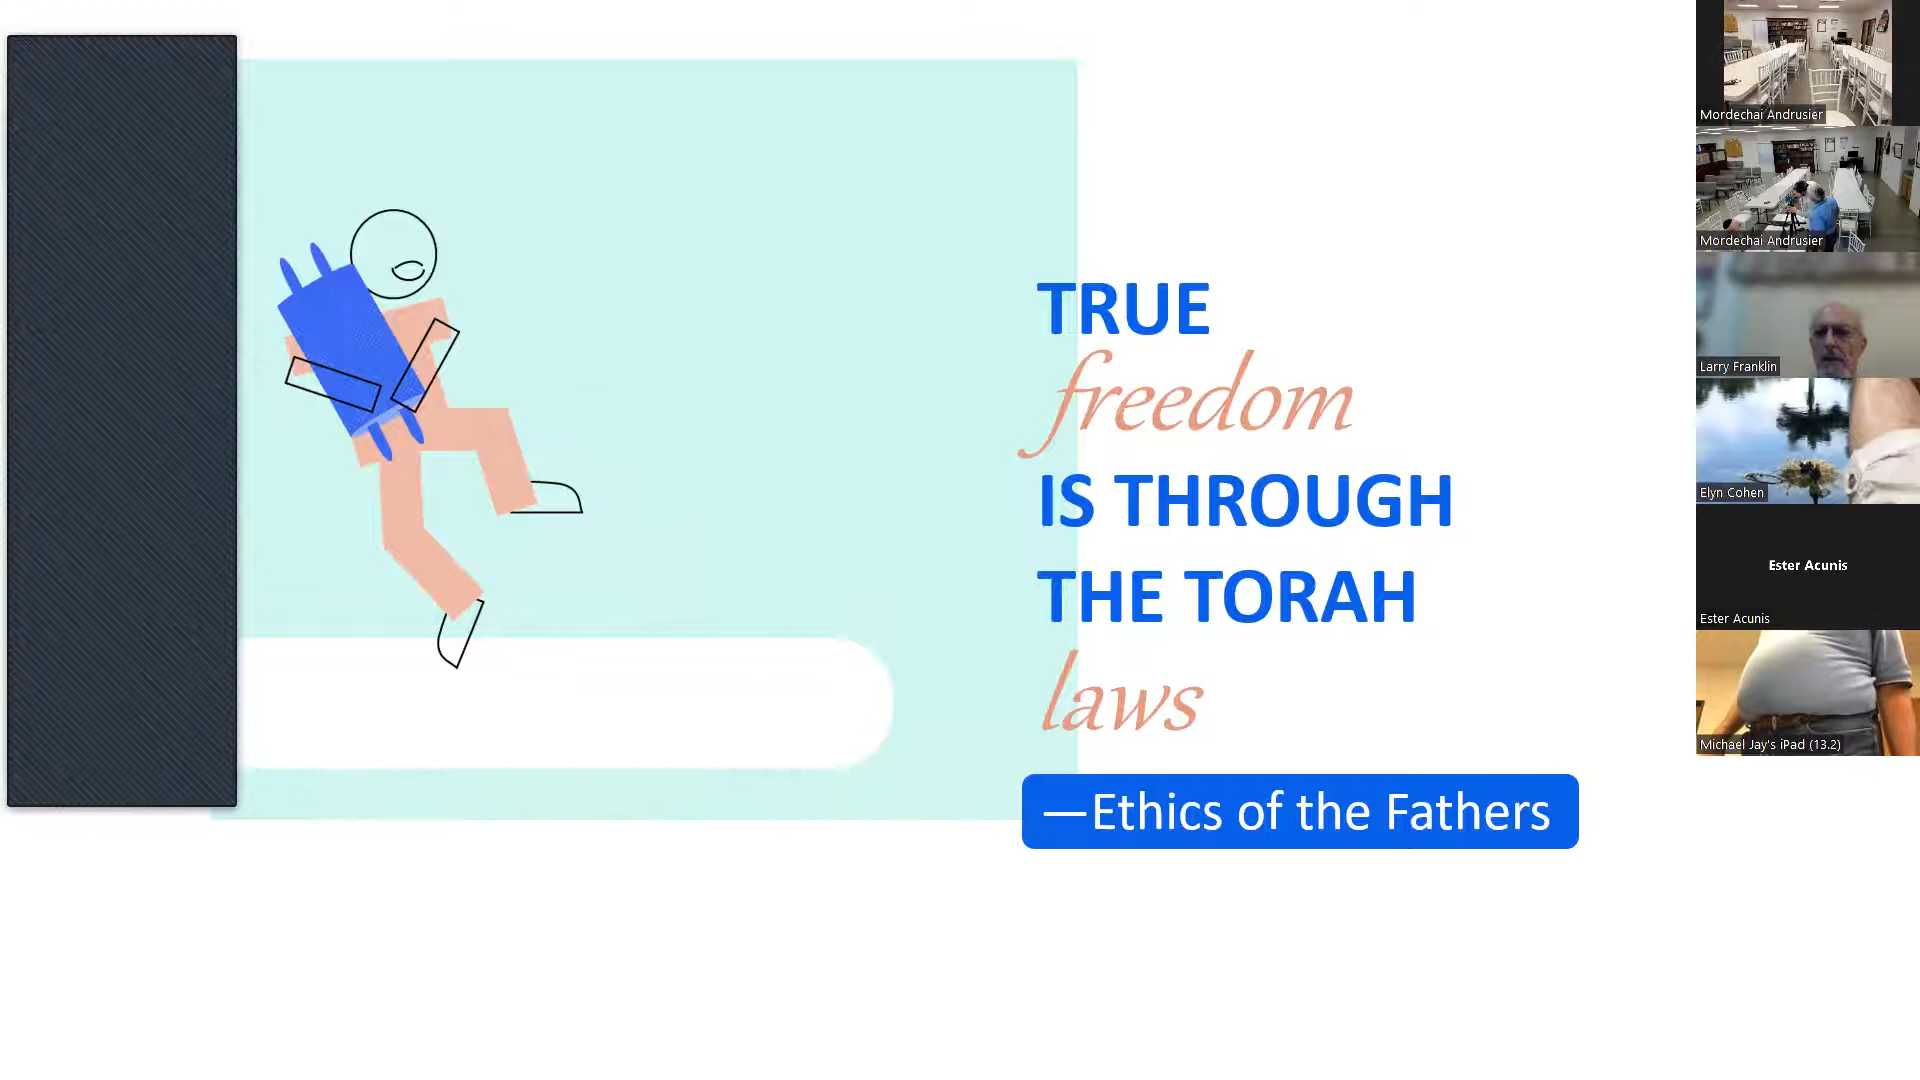 TRUE
freedom
IS THROUGH
THE TORAH
laws
—Ethics of the Fathers
Mordechai Andrusier
Mordechai Andrusier
Larry Franklin
Elyn Cohen
Ester Acunis
Ester Acunis
Michael Jay's iPad (13.2)